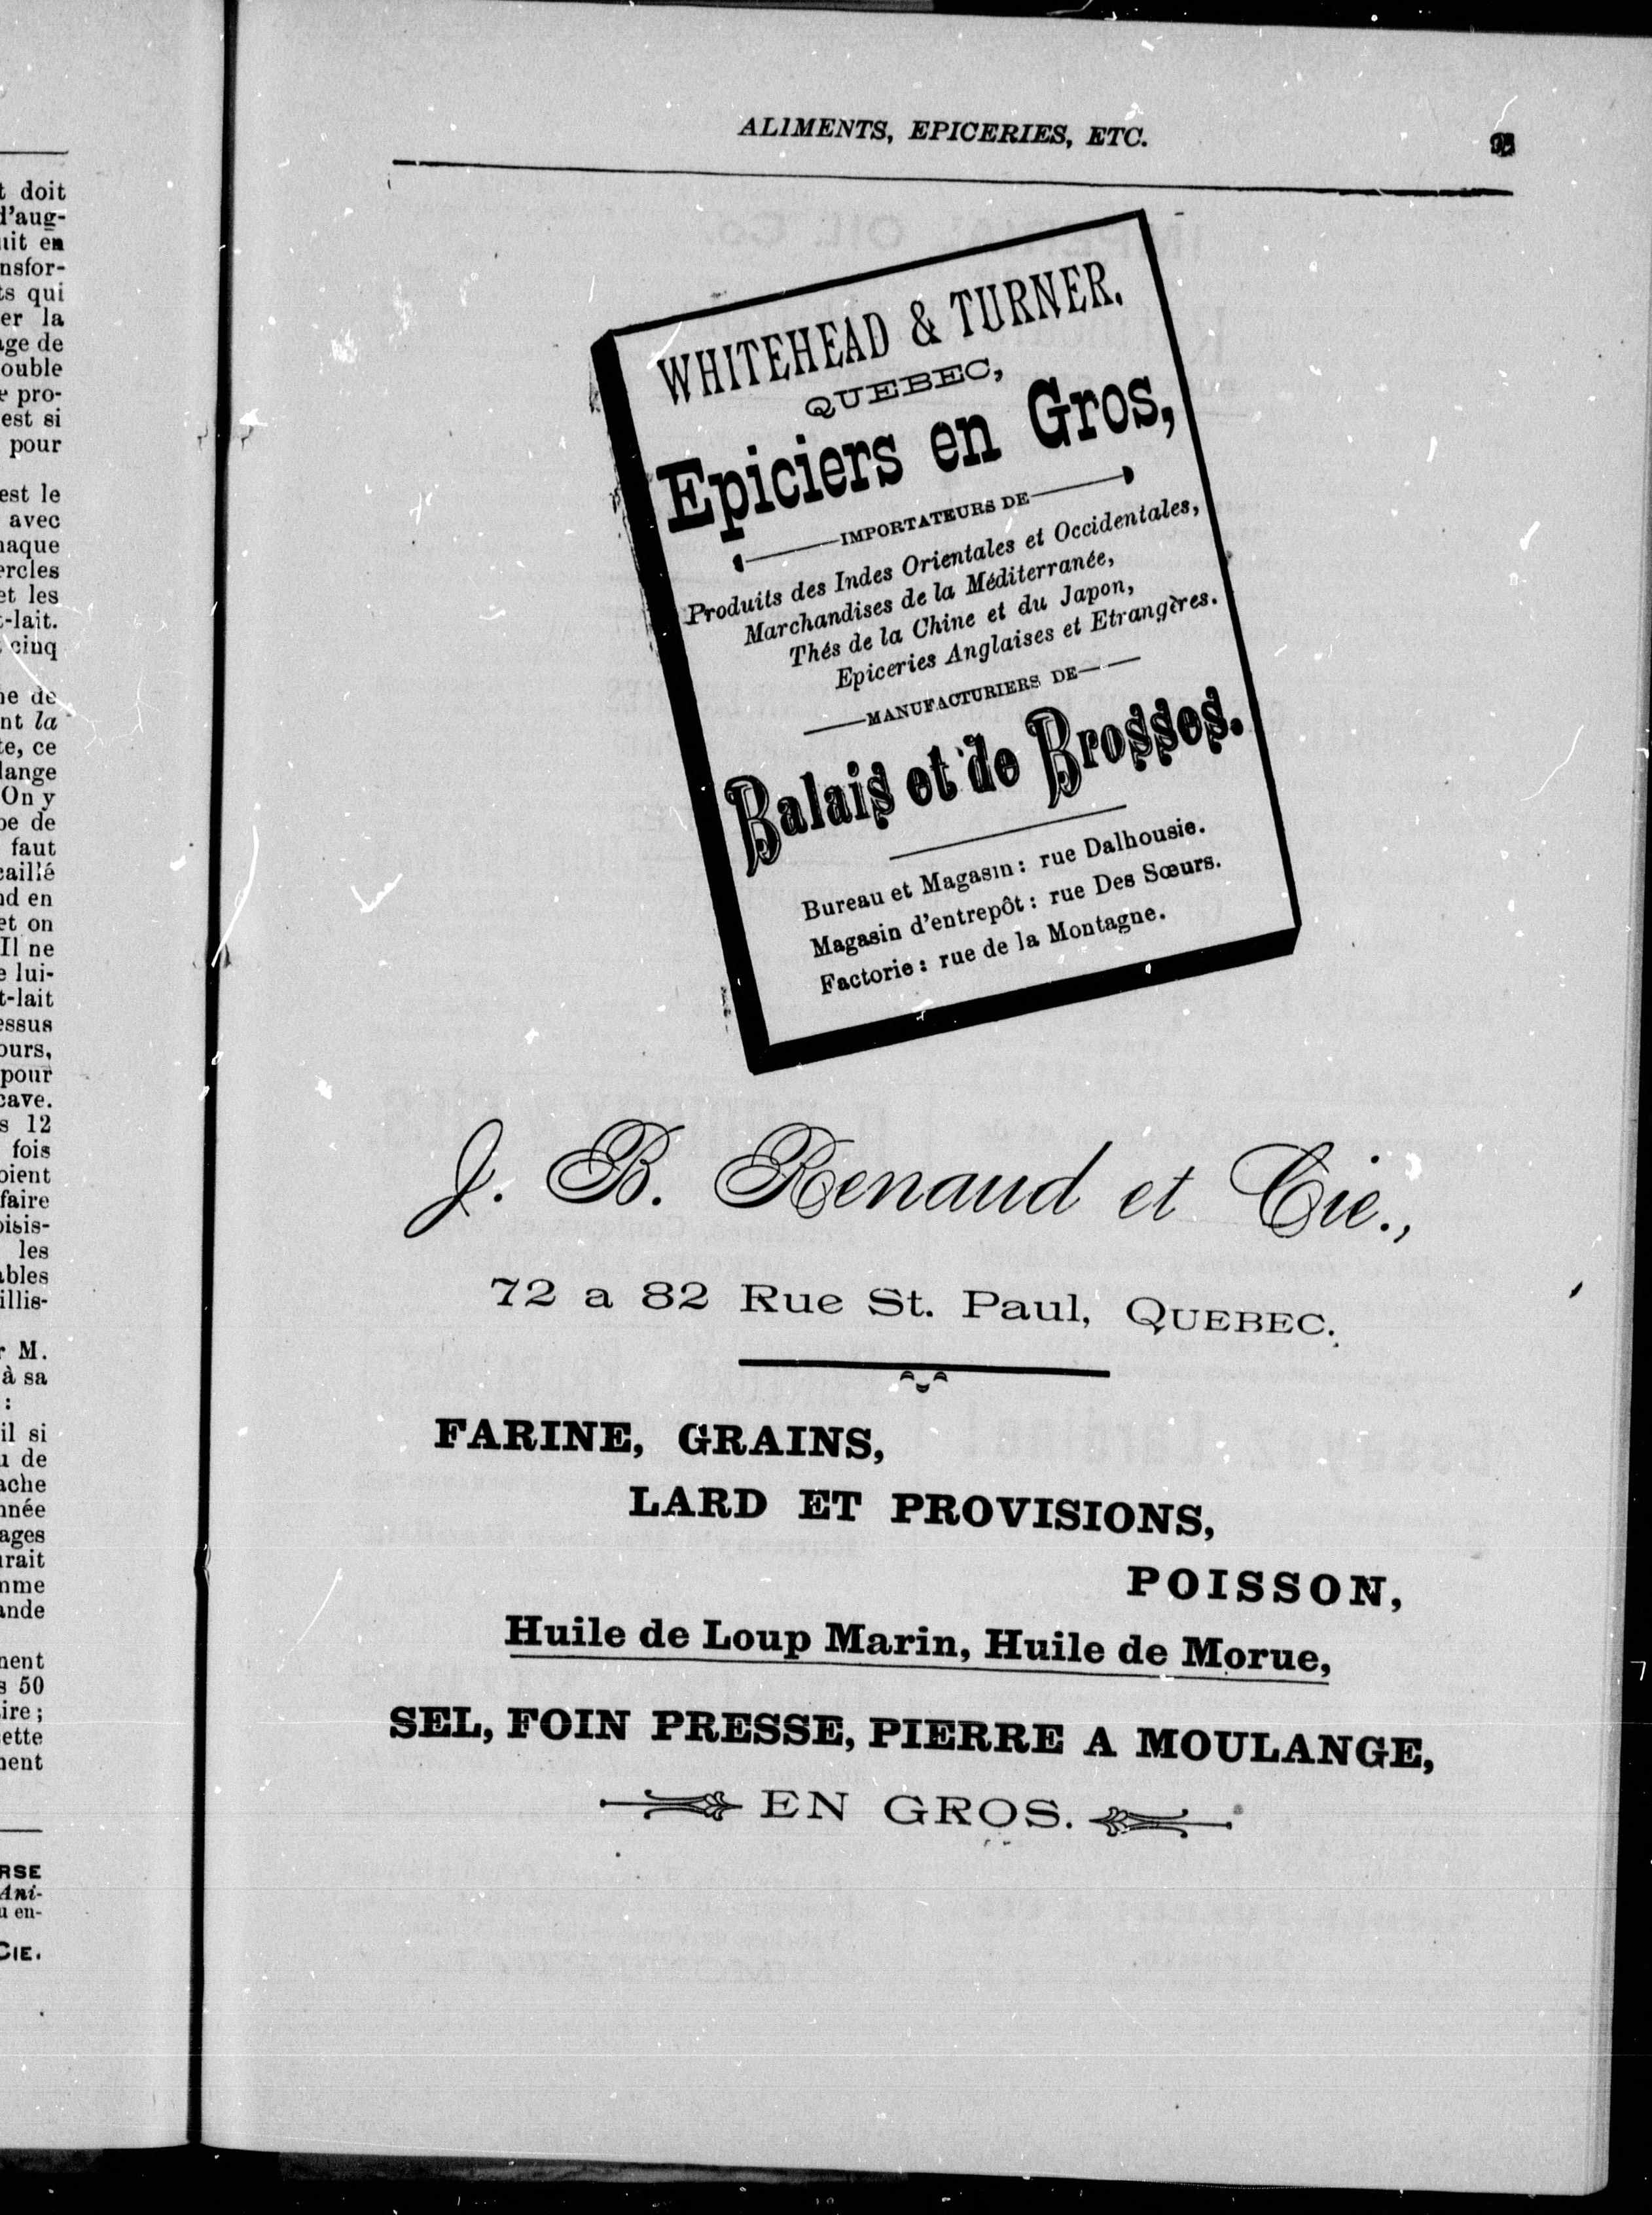 t doit
d'aug-
uit en
nsfor-
ts qui
er la
age de
ouble
e pro-
est si
pour
est le
avec
haque
ercles
et les
t-lait.
cinq
ne de
nt la
te, ce
lange
On y
pe de
faut
caillé
nd en
et on
Il ne
e lui-
t-lait
essus
ours,
pour
cave.
s 12
fois
oient
faire
oisis-
les
ables
illis-
r M.
à sa
:
il si
u de
ache
nnée
ages
urait
mme
ande
nent
s 50
ire ;
cette
nent
RSE
Ani-
u en-
CIE.
ALIMENTS, EPICERIES, ETC.
WHITEHEAD & TURNER,
QUEBEC,
Epiciers en Gros,
IMPORTATEURS DE
Produits des Indes Orientales et Occidentales,
Marchandises de la Méditerranée,
Thés de la Chine et du Japon,
Epiceries Anglaises et Etrangères.
MANUFACTURIERS DE
Balais et de Brosses.
Bureau et Magasin : rue Dalhousie.
Magasin d'entrepôt : rue Des Sœurs.
Factorie : rue de la Montagne.
J. B. Renaud et Cie.,
72 a 82 Rue St. Paul, QUEBEC.
FARINE, GRAINS,
LARD ET PROVISIONS,
POISSON,
Huile de Loup Marin, Huile de Morue,
SEL, FOIN PRESSE, PIERRE A MOULANGE,
EN GROS.